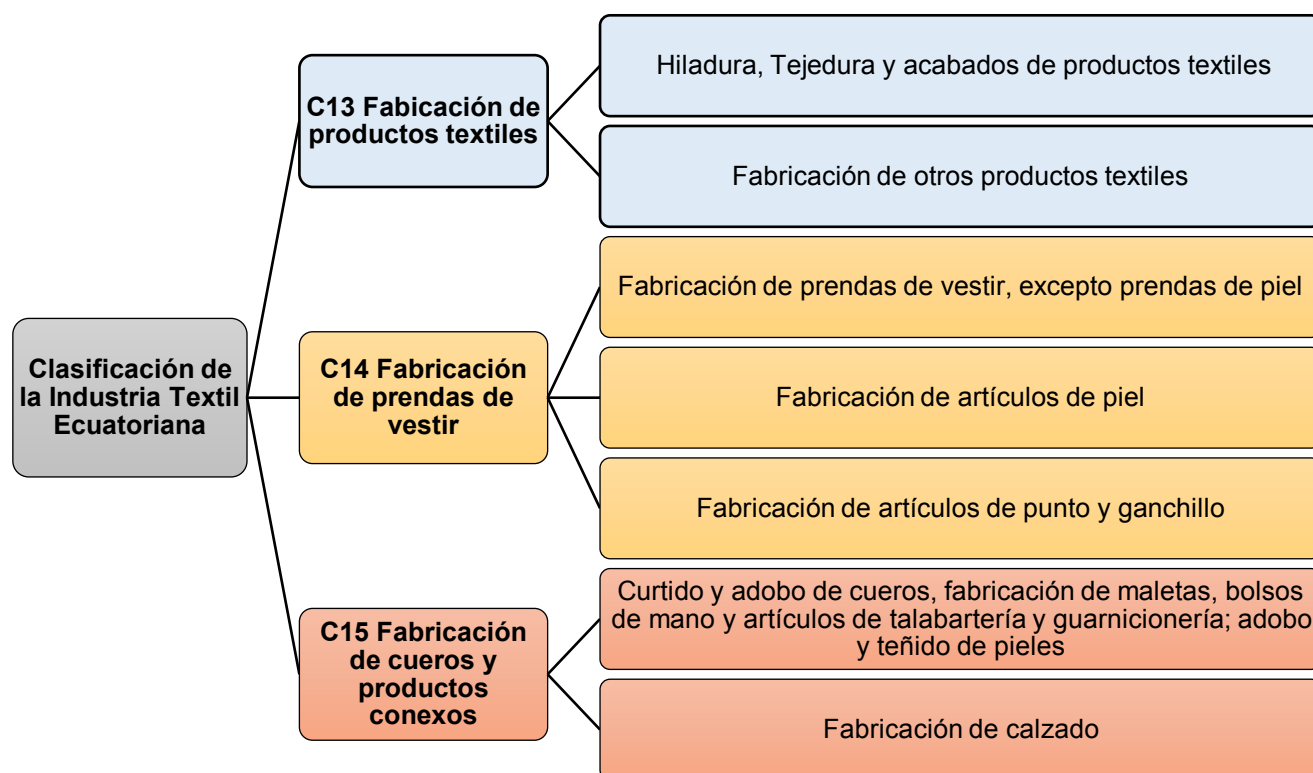 Clasificación de
la Industria Textil
Ecuatoriana
C13 Fabicación de
productos textiles
Hiladura, Tejedura y acabados de productos textiles
Fabricación de otros productos textiles
C14 Fabricación
de prendas de
vestir
Fabricación de prendas de vestir, excepto prendas de piel
Fabricación de artículos de piel
Fabricación de artículos de punto y ganchillo
C15 Fabricación
de cueros y
productos
conexos
Curtido y adobo de cueros, fabricación de maletas, bolsos
de mano y artículos de talabartería y guarnicionería; adobo
y teñido de pieles
Fabricación de calzado